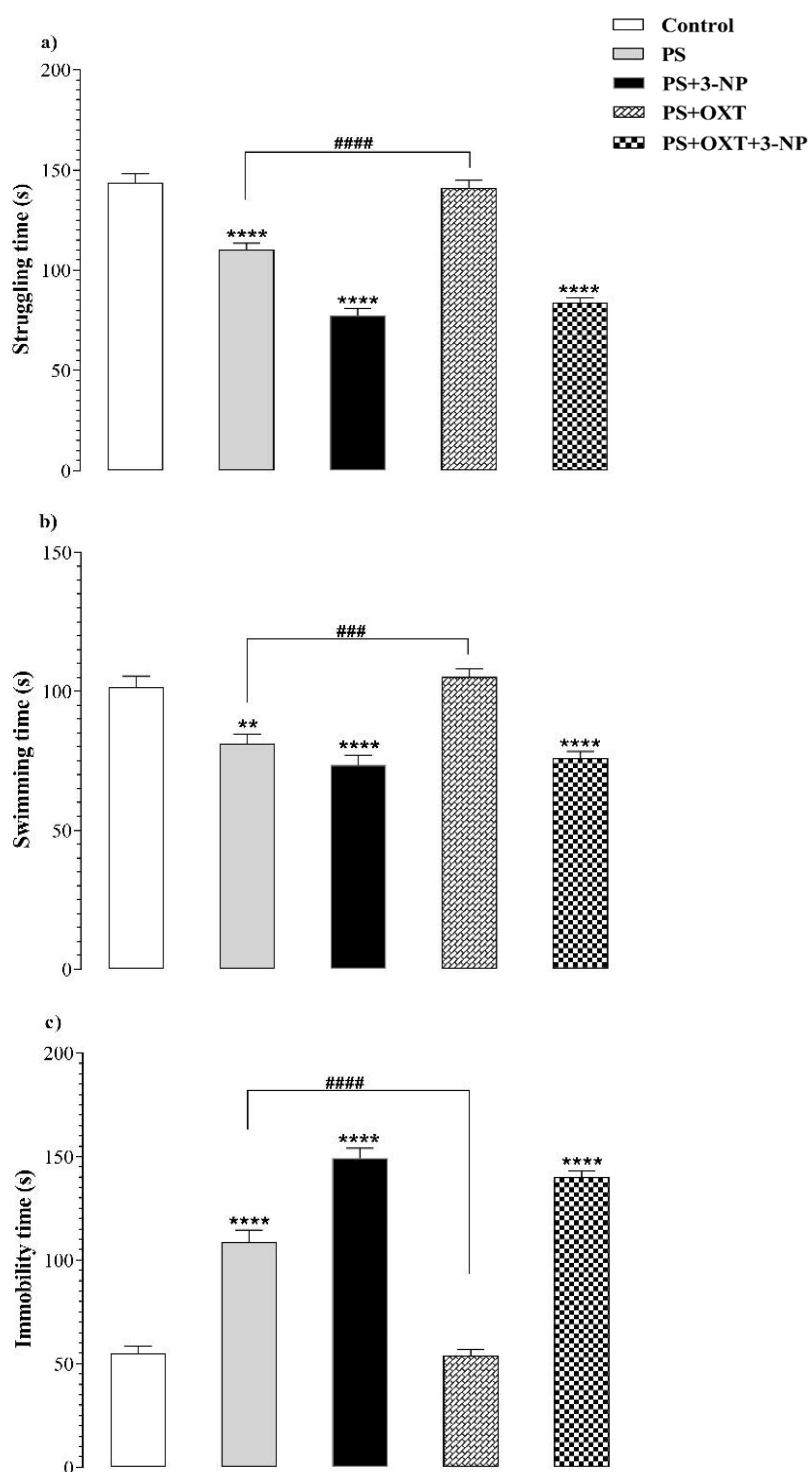 Control
PS
PS+3-NP
PS+OXT
PS+OXT+3-NP
a)
Struggling time (s)
200
150
100
50
0
####
****
****
****
b)
Swimming time (s)
150
100
50
0
###
**
****
****
c)
Immobility time (s)
200
150
100
50
0
####
****
****
****